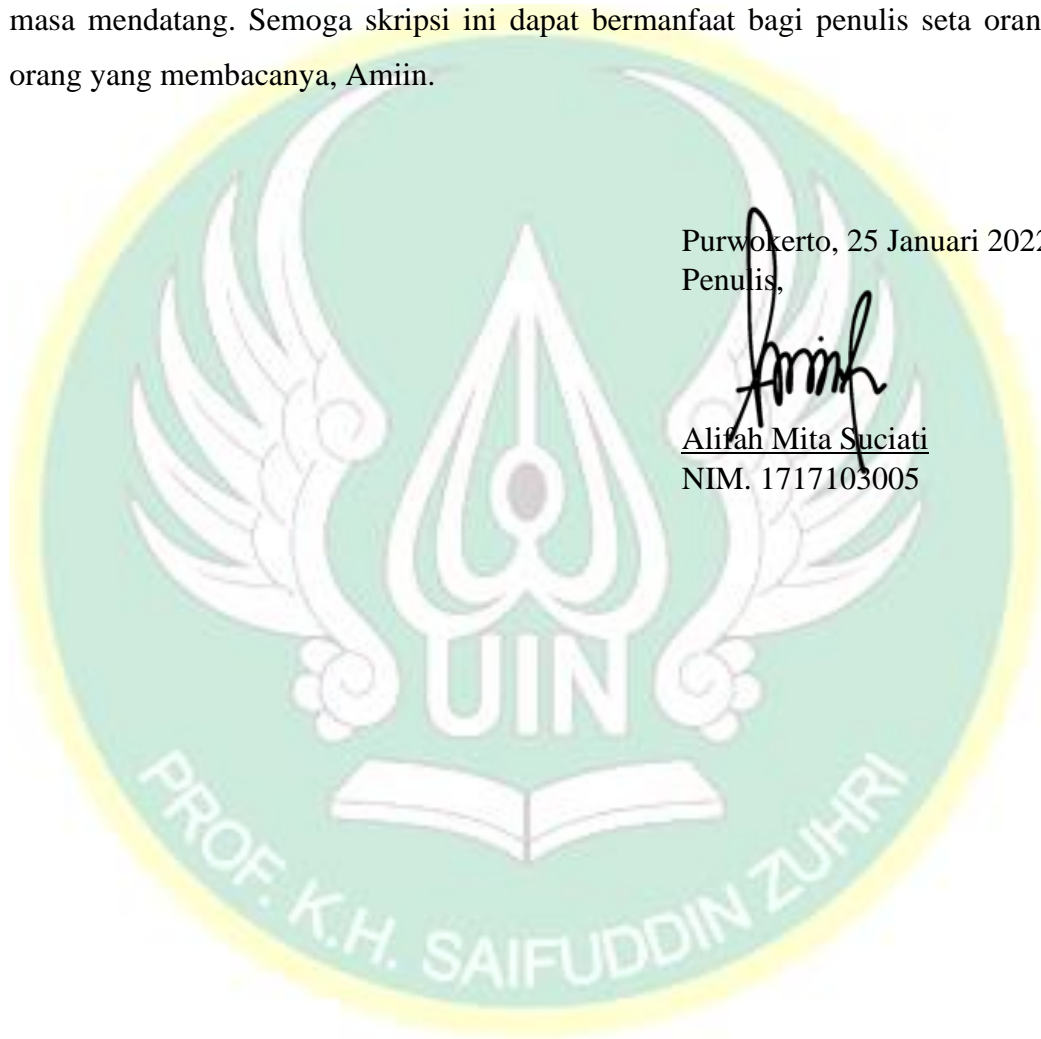 masa mendatang. Semoga skripsi ini dapat bermanfaat bagi penulis seta oran
orang yang membacanya, Amiin.
Purwokerto, 25 Januari 2022
Penulis,
Alifah Mita Suciati
NIM. 1717103005
UIN
PROF. K.H. SAIFUDDIN ZUHRI